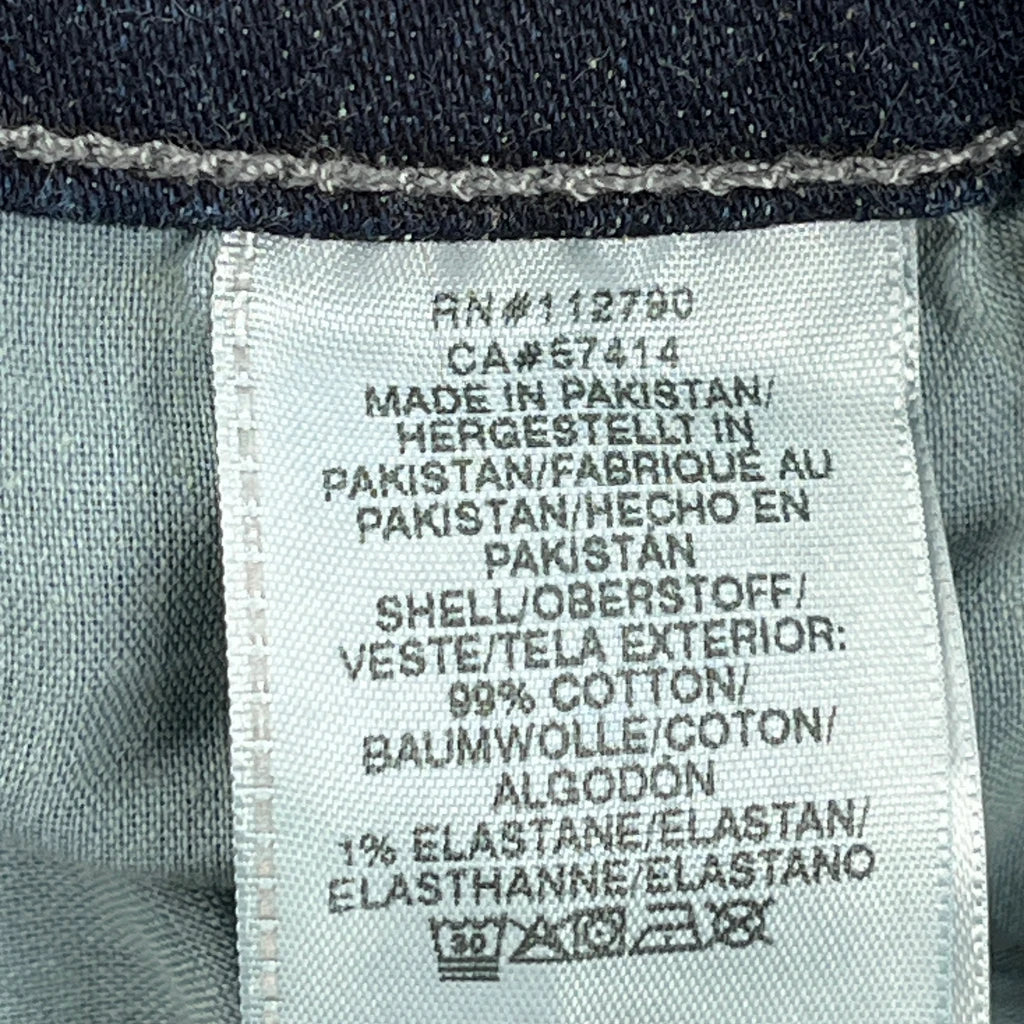 RN#112790
CA#57414
MADE IN PAKISTAN/
HERGESTELLT IN
PAKISTAN/FABRIQUE AU
PAKISTAN/HECHO EN
PAKISTÁN
SHELL/OBERSTOFF/
VESTE/TELA EXTERIOR:
99% COTTON/
BAUMWOLLE/COTON/
ALGODÓN
1% ELASTANE/ELASTAN/
ELASTHANNE/ELASTANO
30